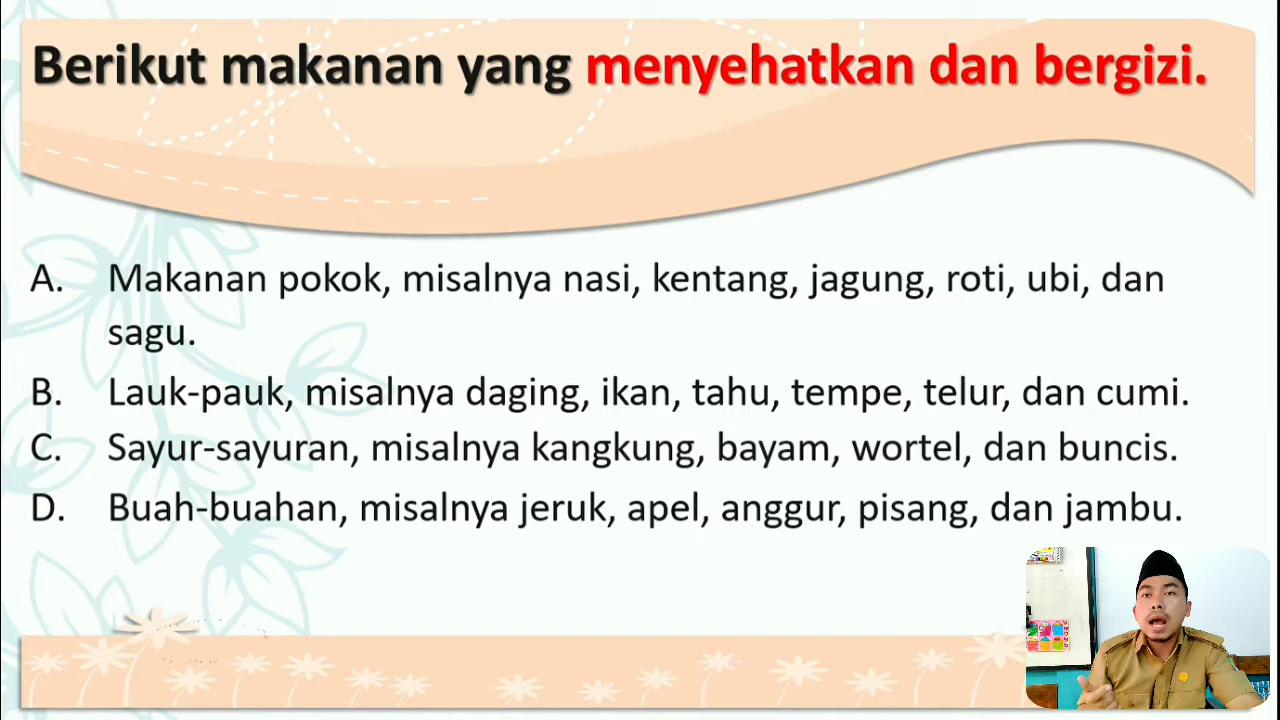 Berikut makanan yang menyehatkan dan bergizi.
A. Makanan pokok, misalnya nasi, kentang, jagung, roti, ubi, dan
sagu.
B. Lauk-pauk, misalnya daging, ikan, tahu, tempe, telur, dan cumi.
C. Sayur-sayuran, misalnya kangkung, bayam, wortel, dan buncis.
D. Buah-buahan, misalnya jeruk, apel, anggur, pisang, dan jambu.